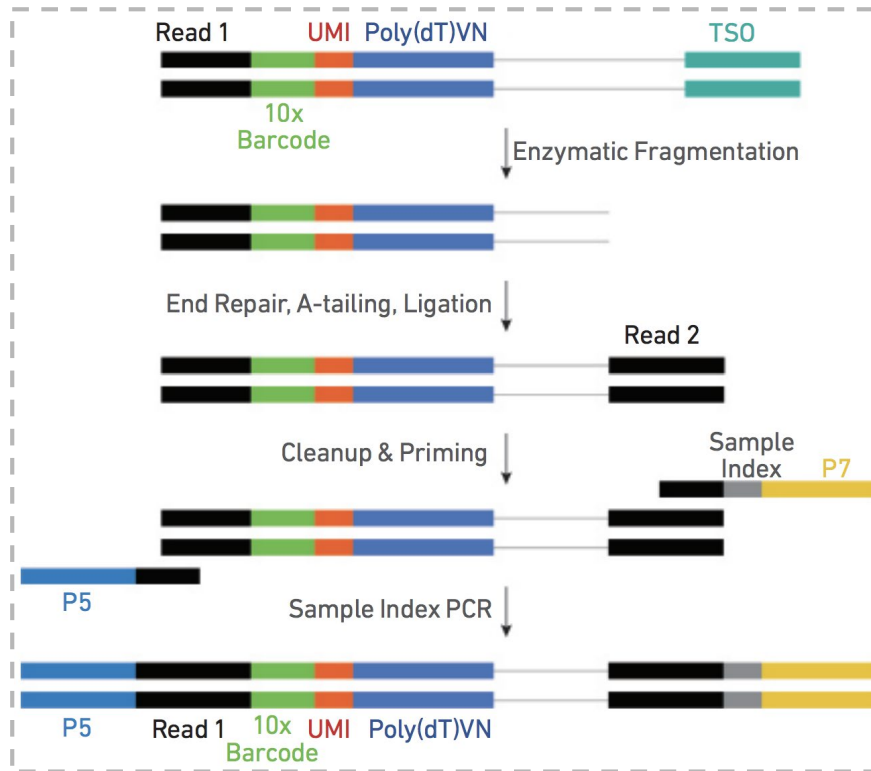 Read 1 UMI Poly(dT)VN TSO
10x
Barcode
Enzymatic Fragmentation
End Repair, A-tailing, Ligation
Read 2
Cleanup & Priming
Sample
Index P7
P5
Sample Index PCR
P5 Read 1 10x UMI Poly(dT)VN
Barcode